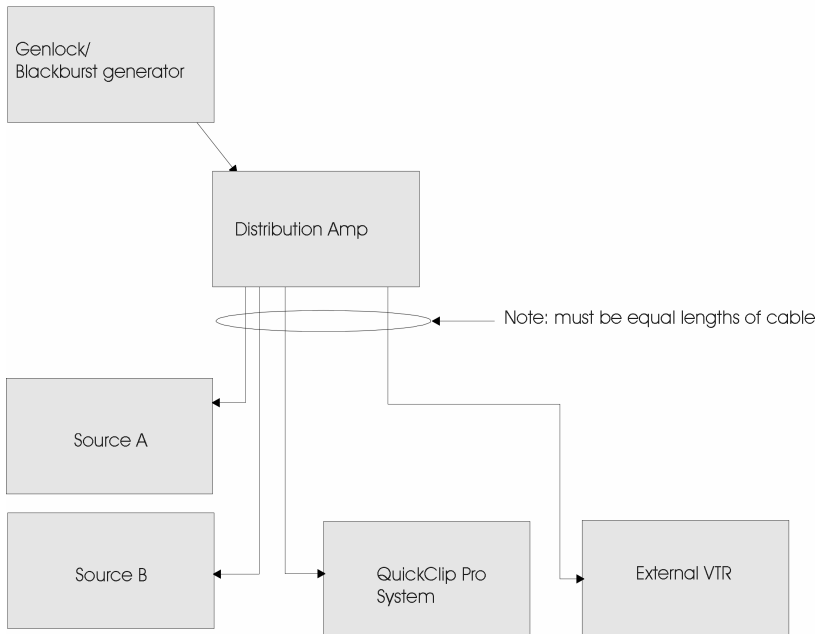 Genlock/
Blackburst generator
Distribution Amp
Note: must be equal lengths of cable
Source A
Source B
QuickClip Pro
System
External VTR